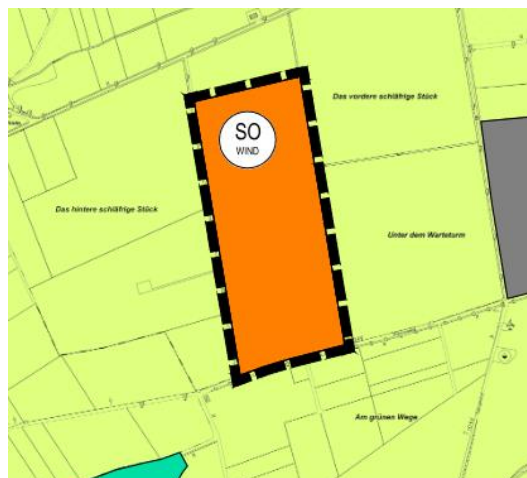 Das vordere schläfrige Stück
SO
WIND
Das hintere schläfrige Stück
Unter dem Warteturm
Am grünen Wege